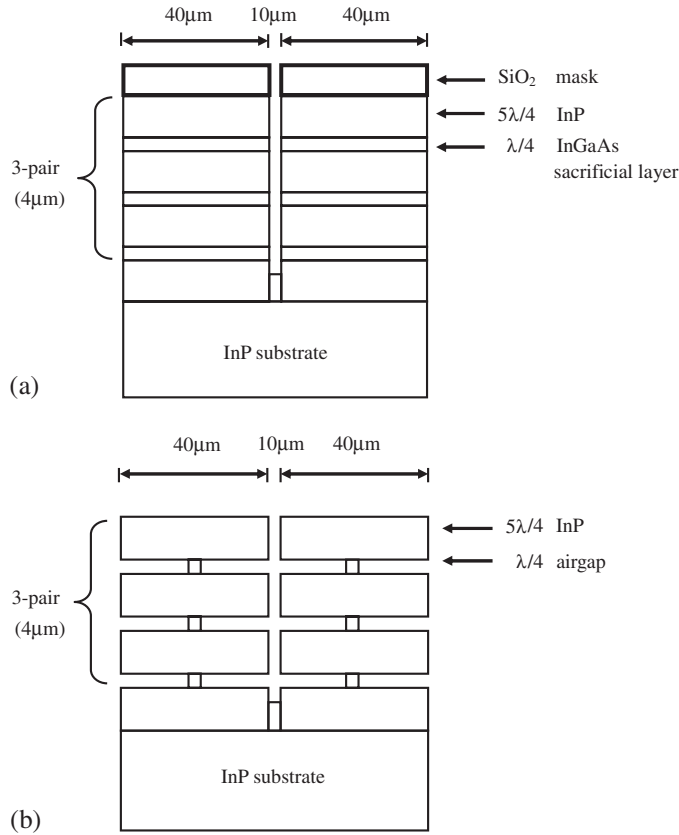 40μm 10μm 40μm
SiO₂ mask
5λ/4 InP
λ/4 InGaAs
sacrificial layer
3-pair
(4μm)
InP substrate
(a)
40μm 10μm 40μm
5λ/4 InP
λ/4 airgap
3-pair
(4μm)
InP substrate
(b)